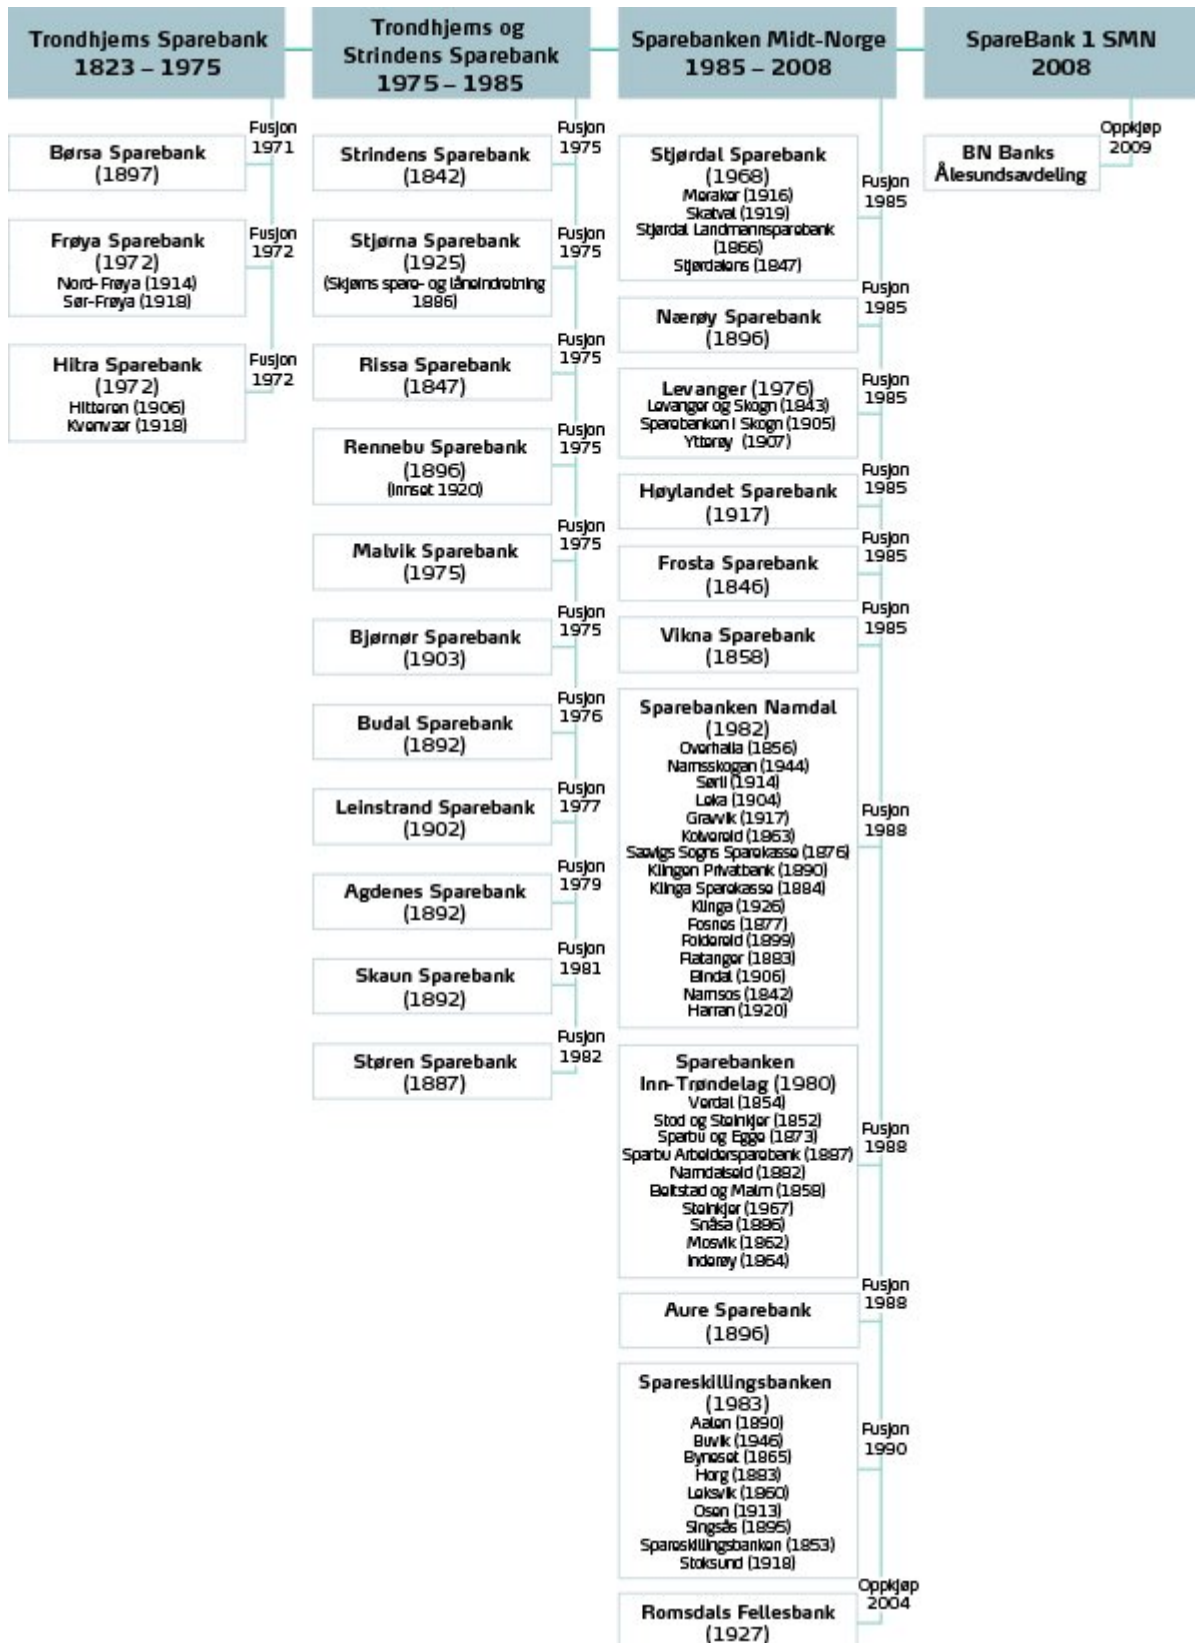 Trondhjems Sparebank
1823 – 1975
Fusjon
1971
Børsa Sparebank
(1897)
Fusjon
1972
Frøya Sparebank
(1972)
Nord-Frøya (1914)
Sør-Frøya (1918)
Fusjon
1972
Hitra Sparebank
(1972)
Hitteren (1906)
Kvenvær (1918)
Trondhjems og
Strindens Sparebank
1975 – 1985
Fusjon
1975
Strindens Sparebank
(1842)
Fusjon
1975
Stjørna Sparebank
(1925)
(Skjørns spare- og låneindretning
1886)
Fusjon
1975
Rissa Sparebank
(1847)
Fusjon
1975
Rennebu Sparebank
(1896)
(Innset 1920)
Fusjon
1975
Malvik Sparebank
(1975)
Fusjon
1975
Bjørnør Sparebank
(1903)
Fusjon
1976
Budal Sparebank
(1892)
Fusjon
1977
Leinstrand Sparebank
(1902)
Fusjon
1979
Agdenes Sparebank
(1892)
Fusjon
1981
Skaun Sparebank
(1892)
Fusjon
1982
Støren Sparebank
(1887)
Sparebanken Midt-Norge
1985 – 2008
Stjørdal Sparebank
(1968)
Meraker (1916)
Skatval (1919)
Stjørdal Landmannsparebank
(1866)
Stjørdalens (1847)
Fusjon
1985
Nærøy Sparebank
(1896)
Fusjon
1985
Levanger (1976)
Levanger og Skogn (1843)
Sparebanken i Skogn (1905)
Ytterøy (1907)
Fusjon
1985
Høylandet Sparebank
(1917)
Fusjon
1985
Frosta Sparebank
(1846)
Fusjon
1985
Vikna Sparebank
(1858)
Fusjon
1985
Sparebanken Namdal
(1982)
Overhalla (1856)
Namsskogan (1944)
Sørli (1914)
Leka (1904)
Gravvik (1917)
Kolvereid (1863)
Sævigs Sogns Sparekasse (1876)
Klingen Privatbank (1890)
Klinga Sparekasse (1884)
Klinga (1926)
Fosnes (1877)
Foldereid (1899)
Flatanger (1883)
Bindal (1906)
Namsos (1842)
Harran (1920)
Fusjon
1988
Sparebanken
Inn-Trøndelag (1980)
Verdal (1854)
Stod og Steinkjer (1852)
Sparbu og Egge (1873)
Sparbu Arbeidersparebank (1887)
Namdalseid (1882)
Beitstad og Malm (1858)
Steinkjer (1967)
Snåsa (1886)
Mosvik (1862)
Inderøy (1864)
Fusjon
1988
Aure Sparebank
(1896)
Fusjon
1988
Spareskillingsbanken
(1983)
Aalen (1890)
Buvik (1946)
Byneset (1865)
Horg (1883)
Leksvik (1860)
Osen (1913)
Singsås (1895)
Spareskillingsbanken (1853)
Stoksund (1918)
Fusjon
1990
Romsdals Fellesbank
(1927)
Oppkjøp
2004
SpareBank 1 SMN
2008
Oppkjøp
2009
BN Banks
Ålesundsavdeling